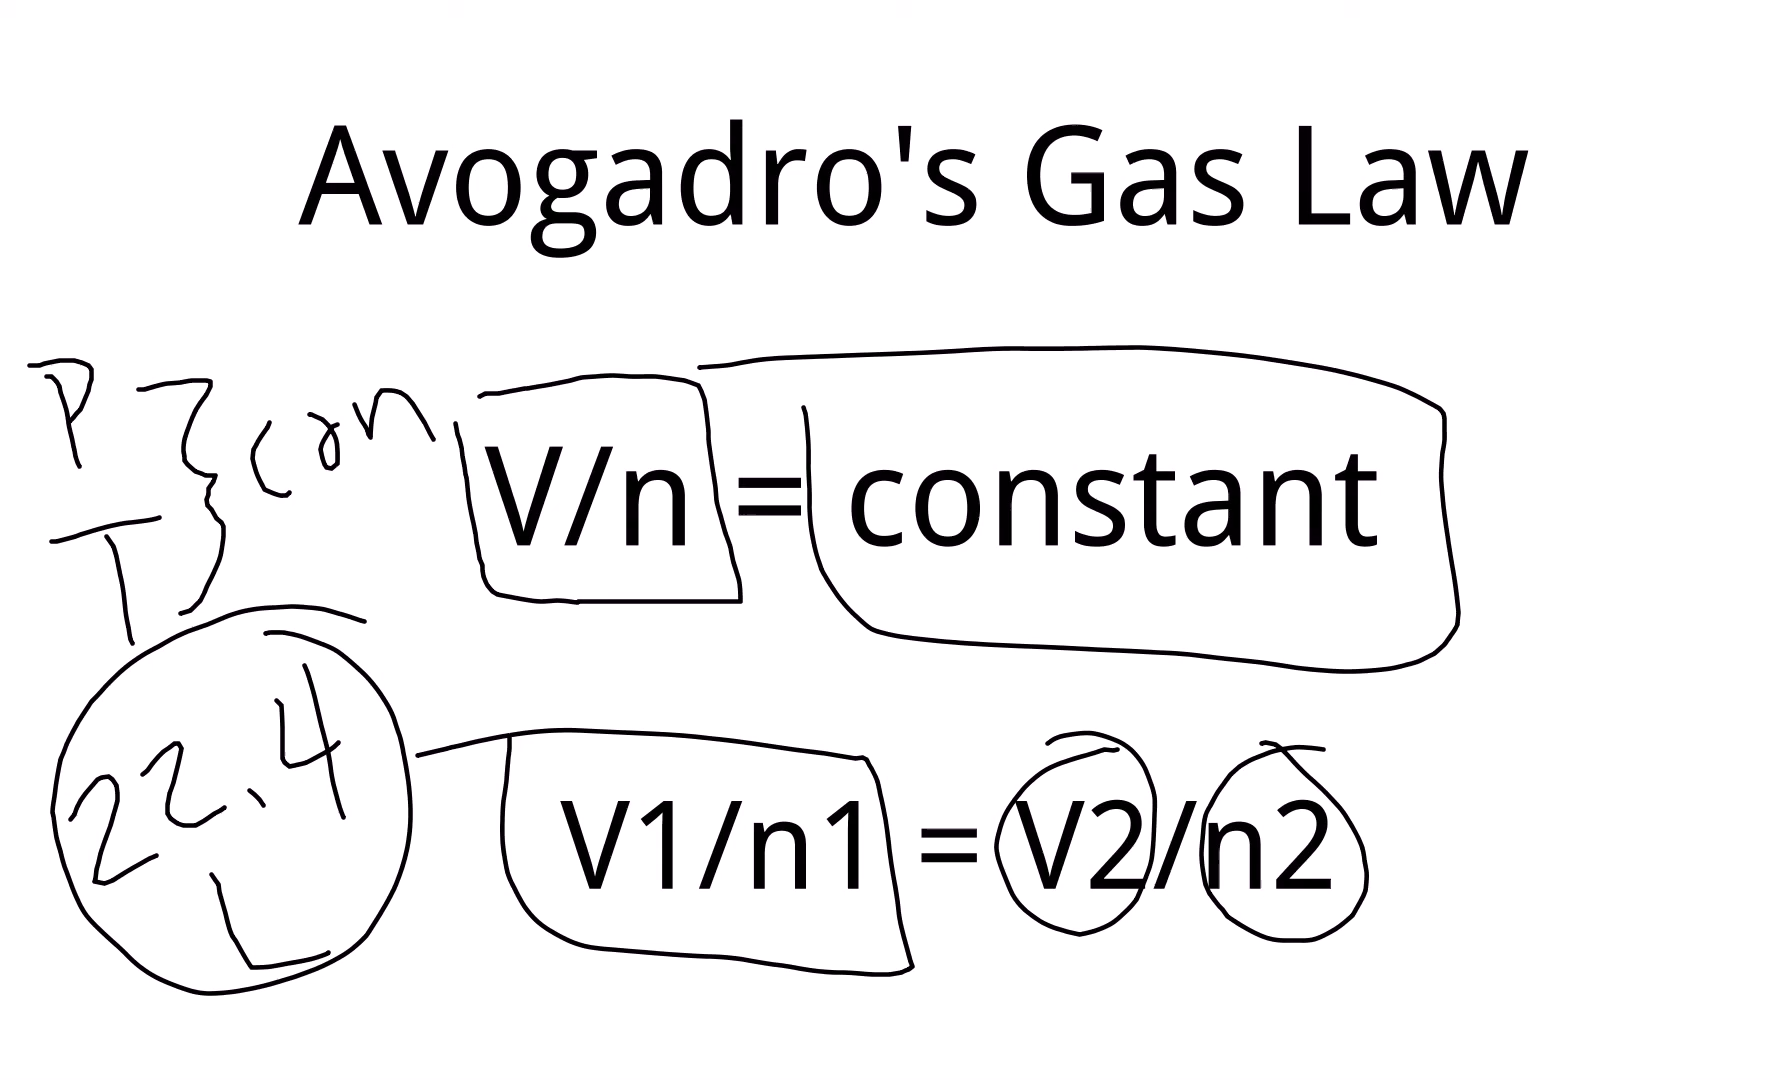 Avogadro's Gas Law
P
T } con
V/n = constant
22.4
L
V1/n1 = V2/n2